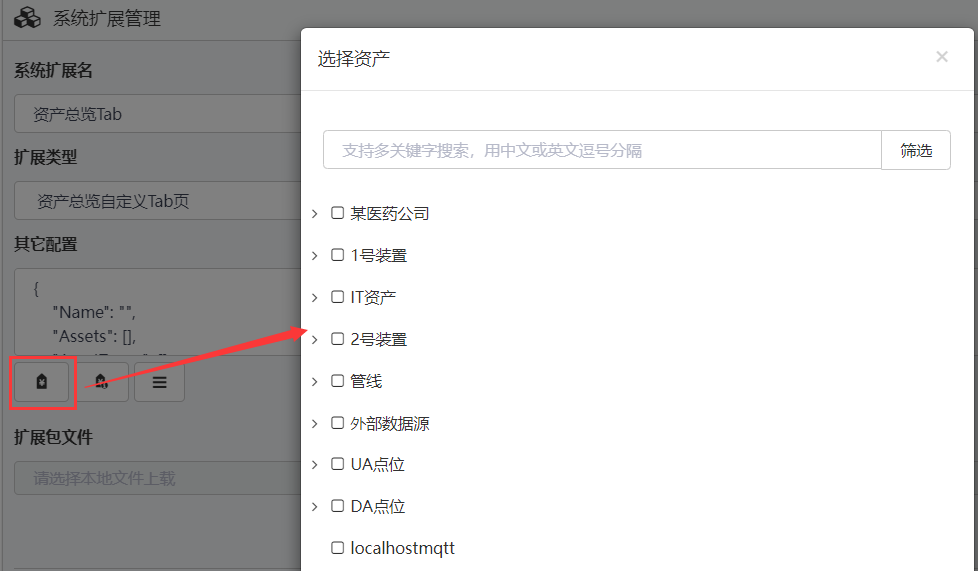 系统扩展管理
系统扩展名
资产总览Tab
扩展类型
资产总览自定义Tab页
其它配置
{
"Name": "",
"Assets": [],
扩展包文件
请选择本地文件上载
选择资产
支持多关键字搜索，用中文或英文逗号分隔
筛选
某医药公司
1号装置
IT资产
2号装置
管线
外部数据源
UA点位
DA点位
localhostmqtt